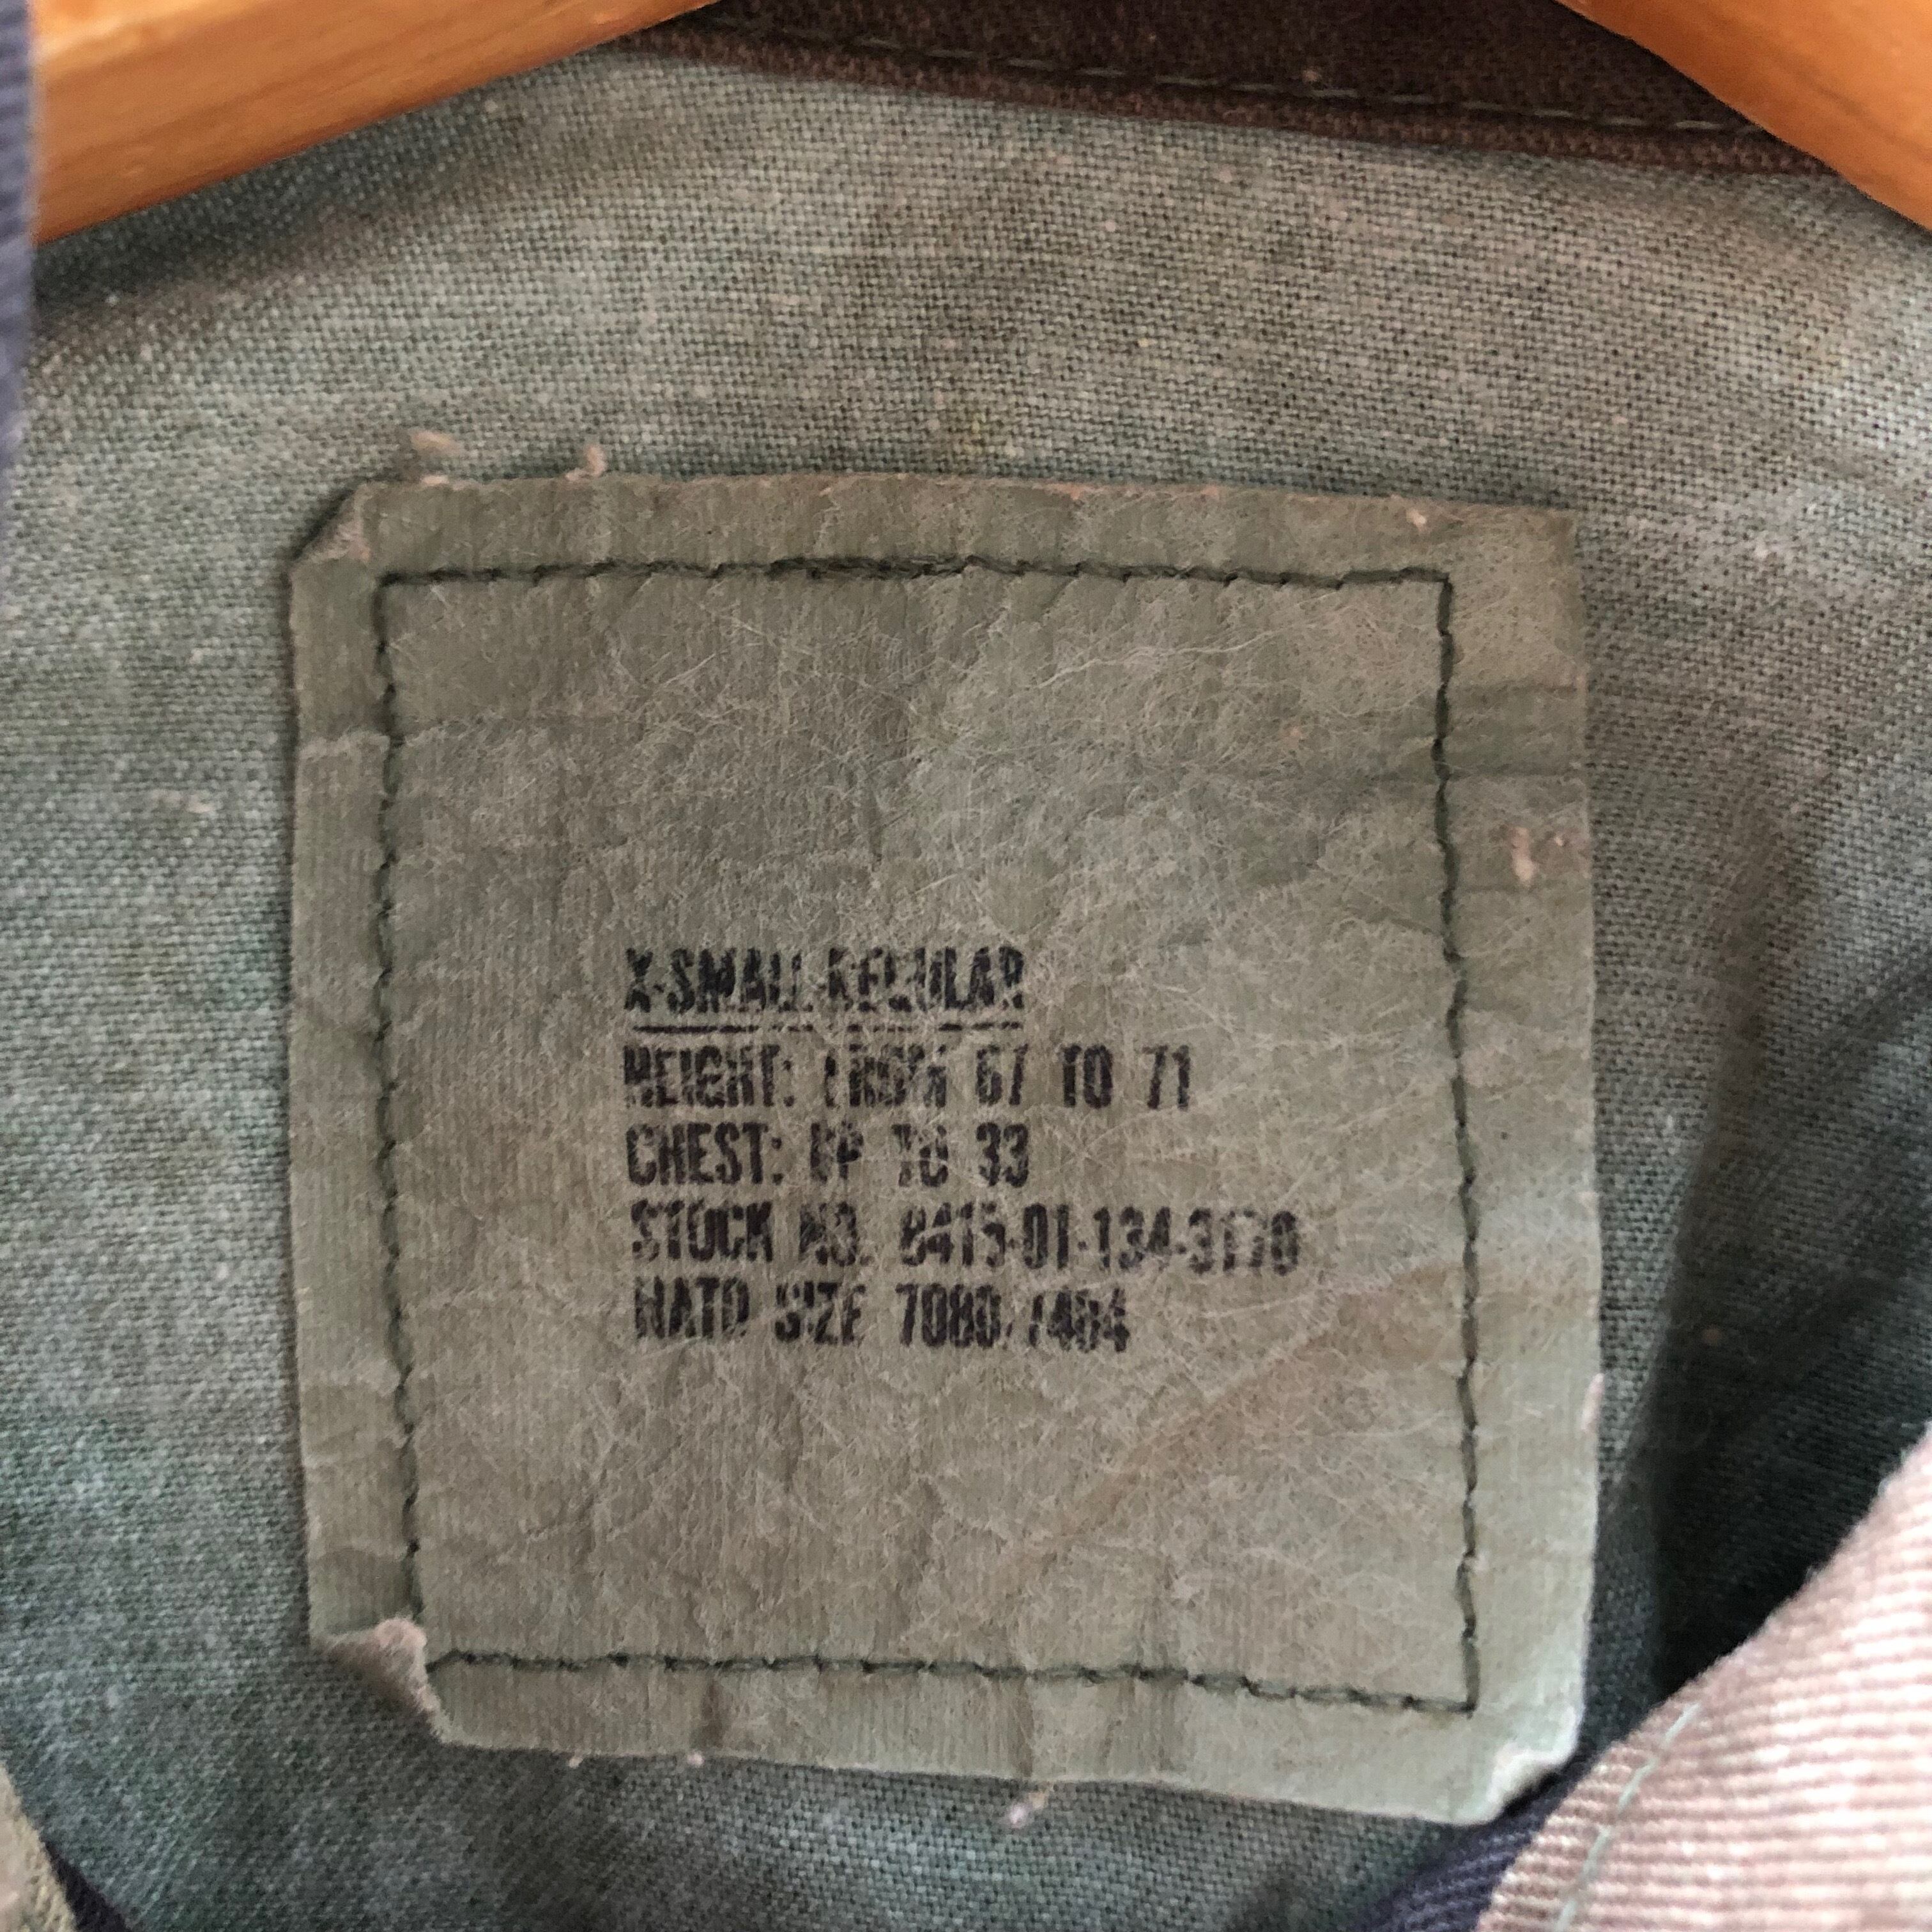 X-SMALL-REGULAR
HEIGHT: FROM 67 TO 71
CHEST: UP TO 33
STOCK NO. 8415-01-134-3170
NATO SIZE 7080/7404